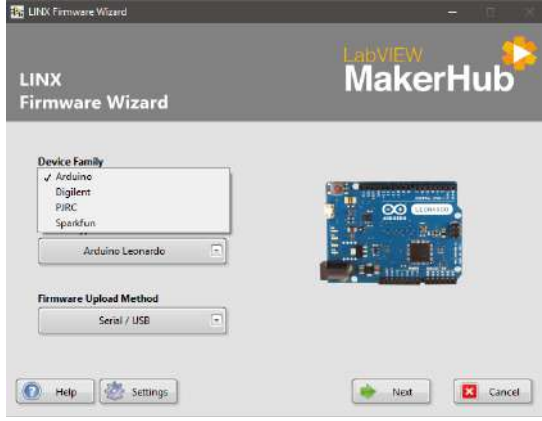 LINX Firmware Wizard
LabVIEW
MakerHub
LINX
Firmware Wizard
Device Family
✓ Arduino
Digilent
PJRC
Sparkfun
Arduino Leonardo
Firmware Upload Method
Serial / USB
LEONARDO
Help
Settings
Next
Cancel